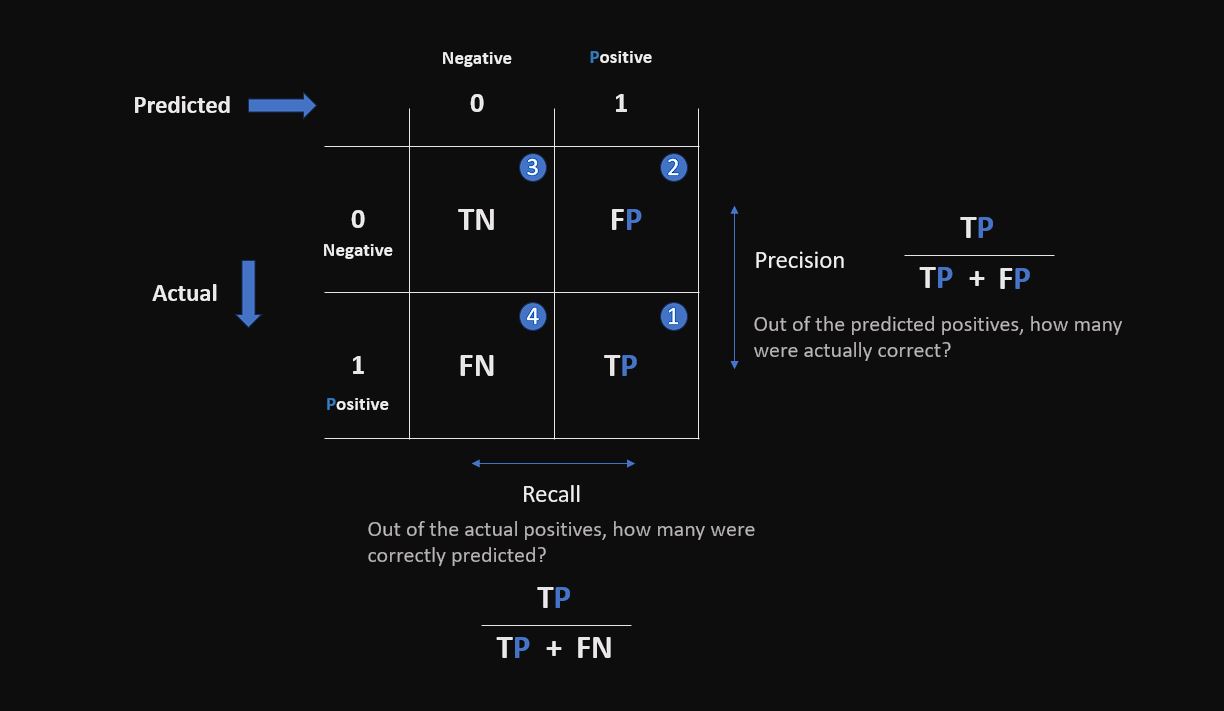 Negative Positive
Predicted 0 1
3 2
0 TN FP
Negative
Actual
4 1
1 FN TP
Positive
Precision
TP
TP + FP
Out of the predicted positives, how many
were actually correct?
Recall
Out of the actual positives, how many were
correctly predicted?
TP
TP + FN